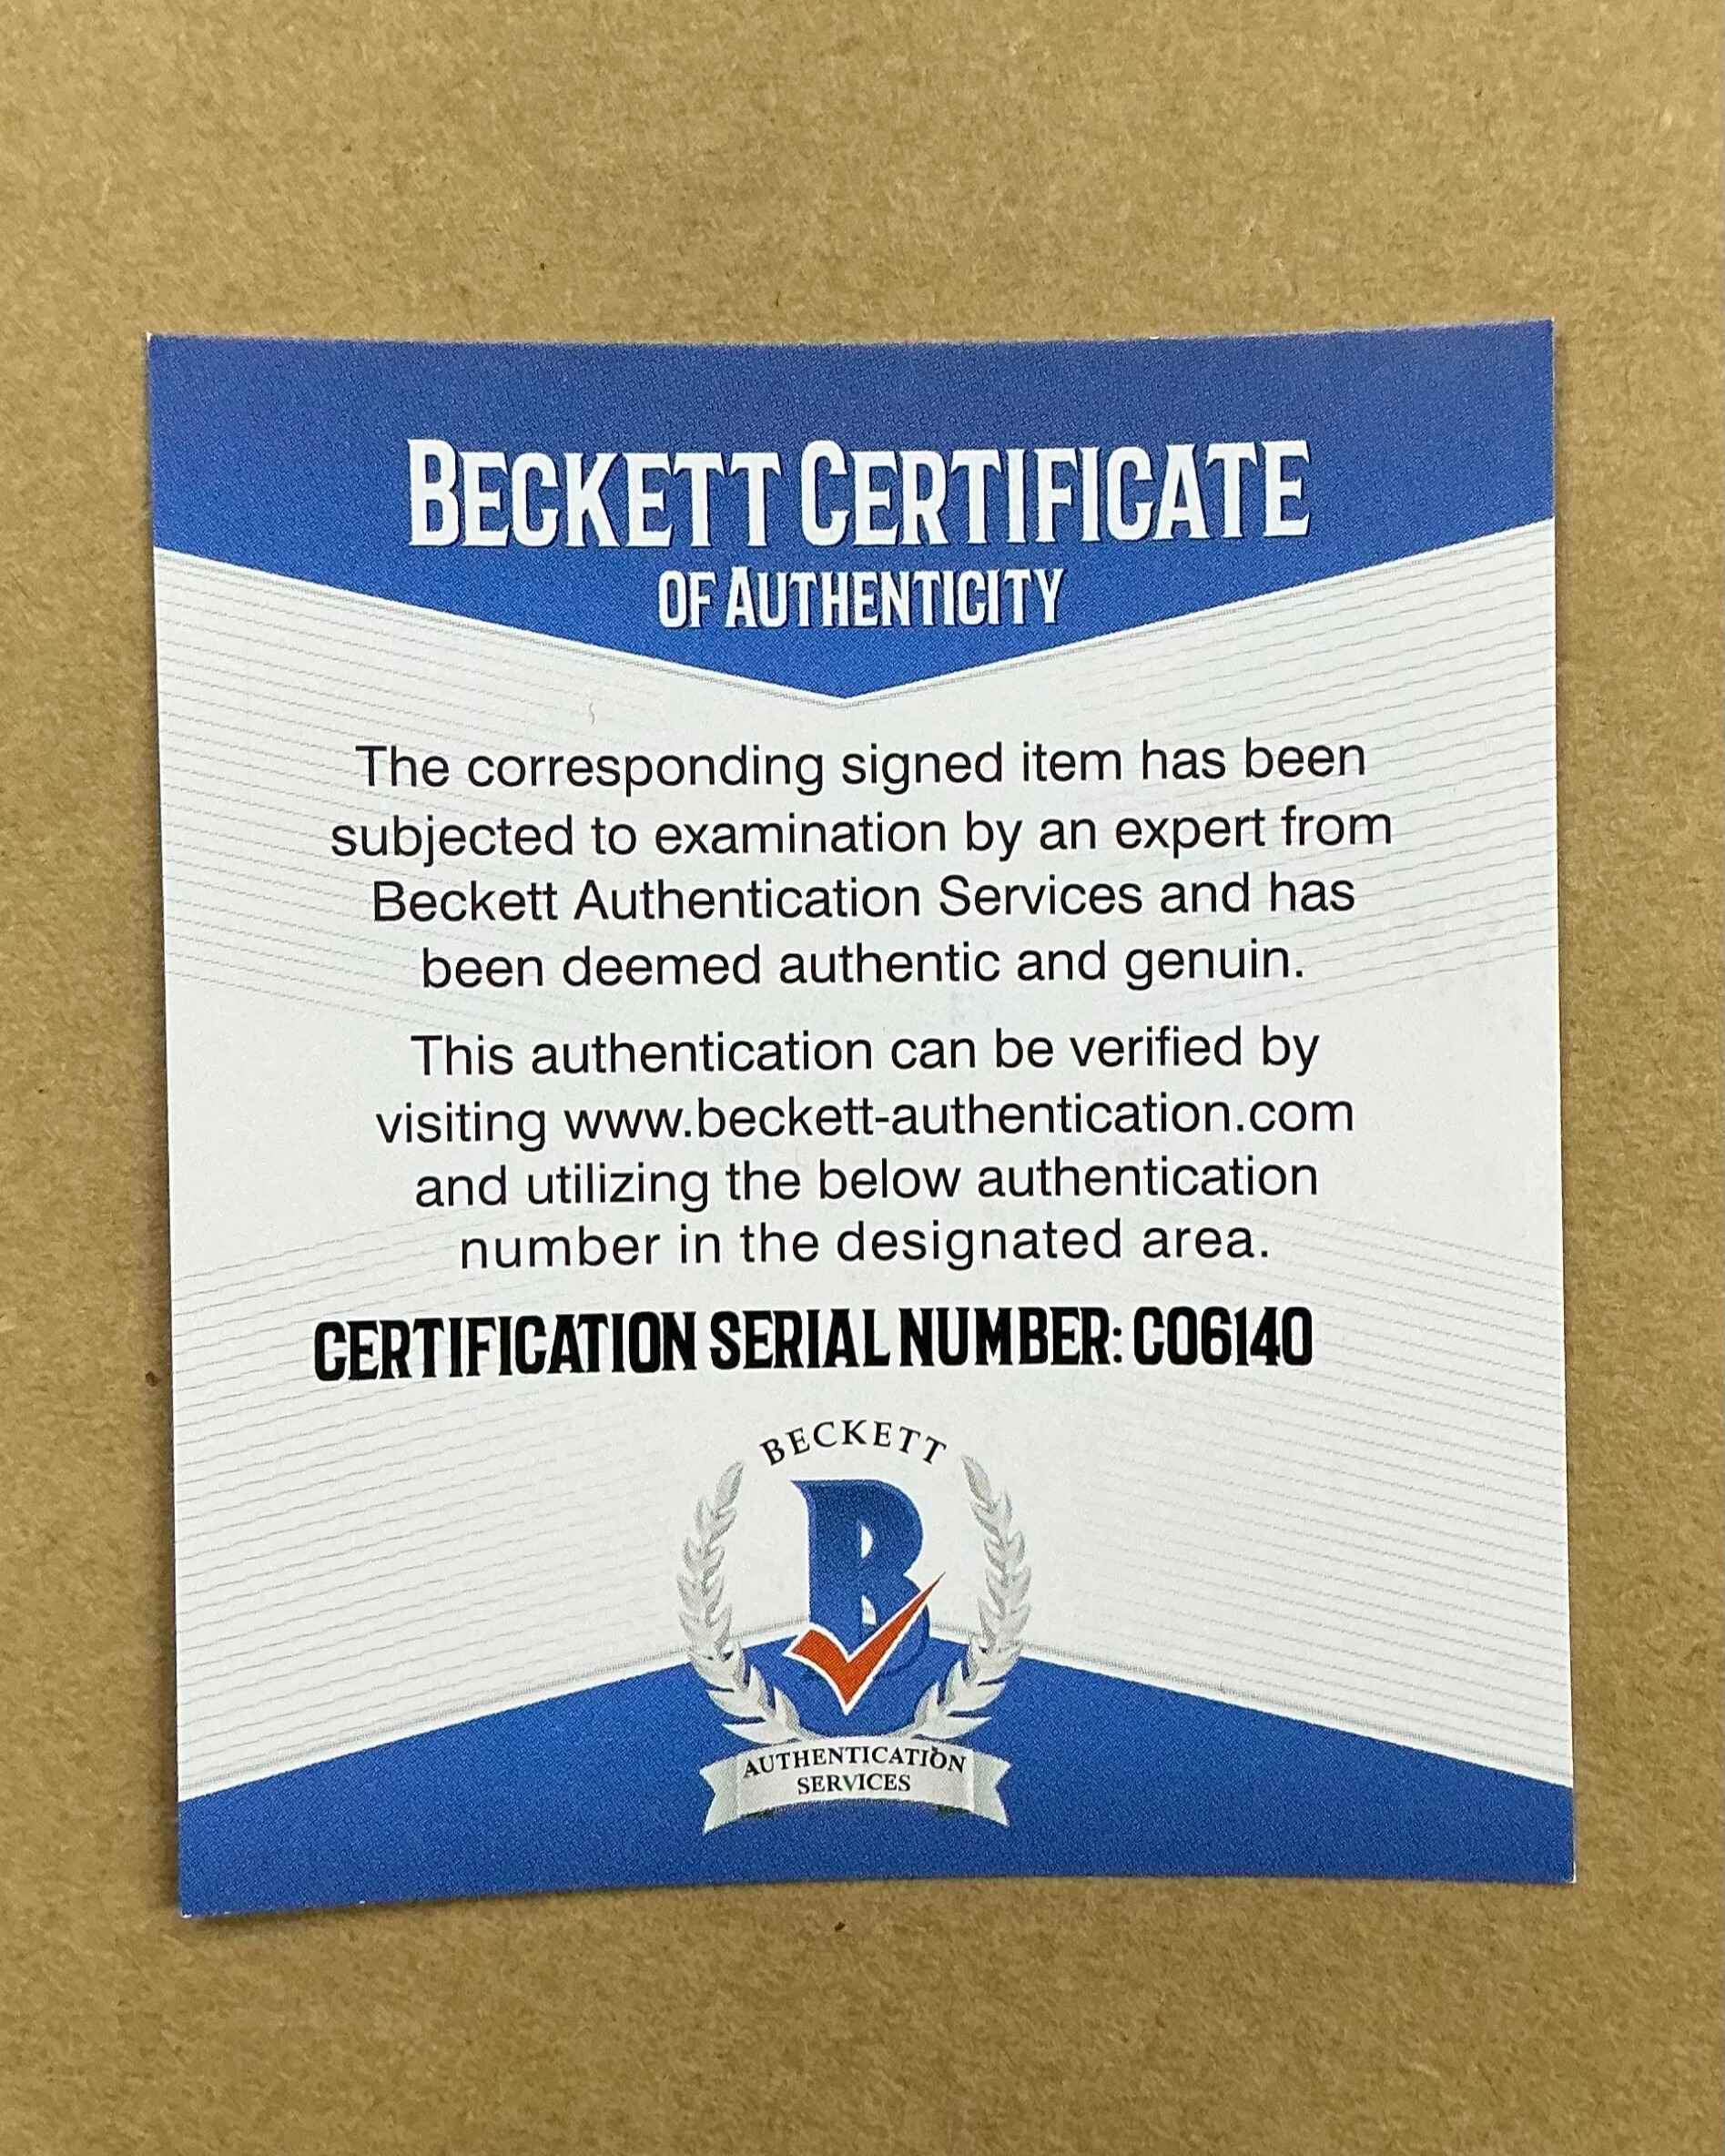 BECKETT CERTIFICATE
OF AUTHENTICITY
The corresponding signed item has been
subjected to examination by an expert from
Beckett Authentication Services and has
been deemed authentic and genuin.
This authentication can be verified by
visiting www.beckett-authentication.com
and utilizing the below authentication
number in the designated area.
CERTIFICATION SERIAL NUMBER: C06140
BECKETT
B
AUTHENTICATION
SERVICES